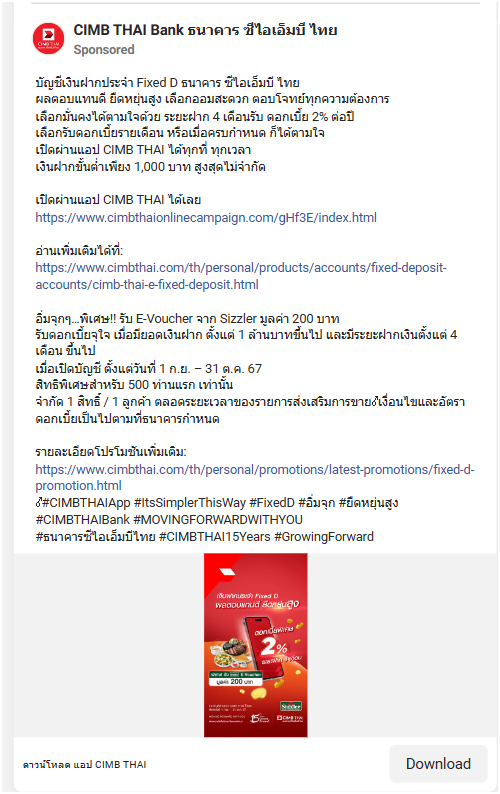 CIMB THAI Bank ธนาคาร ซีไอเอ็มบี ไทย
CIMB THAI
Sponsored
บัญชีเงินฝากประจำ Fixed D ธนาคาร ซีไอเอ็มบี ไทย
ผลตอบแทนดี ยืดหยุ่นสูง เลือกออมสะดวก ตอบโจทย์ทุกความต้องการ
เลือกมั่นคงได้ตามใจด้วย ระยะฝาก 4 เดือนรับ ดอกเบี้ย 2% ต่อปี
เลือกรับดอกเบี้ยรายเดือน หรือเมื่อครบกำหนด ก็ได้ตามใจ
เปิดผ่านแอป CIMB THAI ได้ทุกที่ ทุกเวลา
เงินฝากขั้นต่ำเพียง 1,000 บาท สูงสุดไม่จำกัด
เปิดผ่านแอป CIMB THAI ได้เลย
https://www.cimbthaionlinecampaign.com/gHf3E/index.html
อ่านเพิ่มเติมได้ที่:
https://www.cimbthai.com/th/personal/products/accounts/fixed-deposit-
accounts/cimb-thai-e-fixed-deposit.html
อิ่มจุกๆ...พิเศษ!! รับ E-Voucher จาก Sizzler มูลค่า 200 บาท
รับดอกเบี้ยจุใจ เมื่อมียอดเงินฝาก ตั้งแต่ 1 ล้านบาทขึ้นไป และมีระยะฝากเงินตั้งแต่ 4
เดือน ขึ้นไป
เมื่อเปิดบัญชี ตั้งแต่วันที่ 1 ก.ย. – 31 ต.ค. 67
สิทธิพิเศษสำหรับ 500 ท่านแรก เท่านั้น
จำกัด 1 สิทธิ์ / 1 ลูกค้า ตลอดระยะเวลาของรายการส่งเสริมการขาย⚦เงื่อนไขและอัตรา
ดอกเบี้ยเป็นไปตามที่ธนาคารกำหนด
รายละเอียดโปรโมชันเพิ่มเติม:
https://www.cimbthai.com/th/personal/promotions/latest-promotions/fixed-d-
promotion.html
⚦#CIMBTHAIApp #ItsSimplerThisWay #FixedD #อิ่มจุก #ยืดหยุ่นสูง
#CIMBTHAIBank #MOVINGFORWARDWITHYOU
#ธนาคารซีไอเอ็มบีไทย #CIMBTHAI15Years #GrowingForward
เงินฝากประจำ Fixed D
ผลตอบแทนดี ยืดหยุ่นสูง
ดอกเบี้ยพิเศษ
2%
E-Voucher
มูลค่า 200 บาท
Sizzler
CIMB THAI
ดาวน์โหลด แอป CIMB THAI
Download